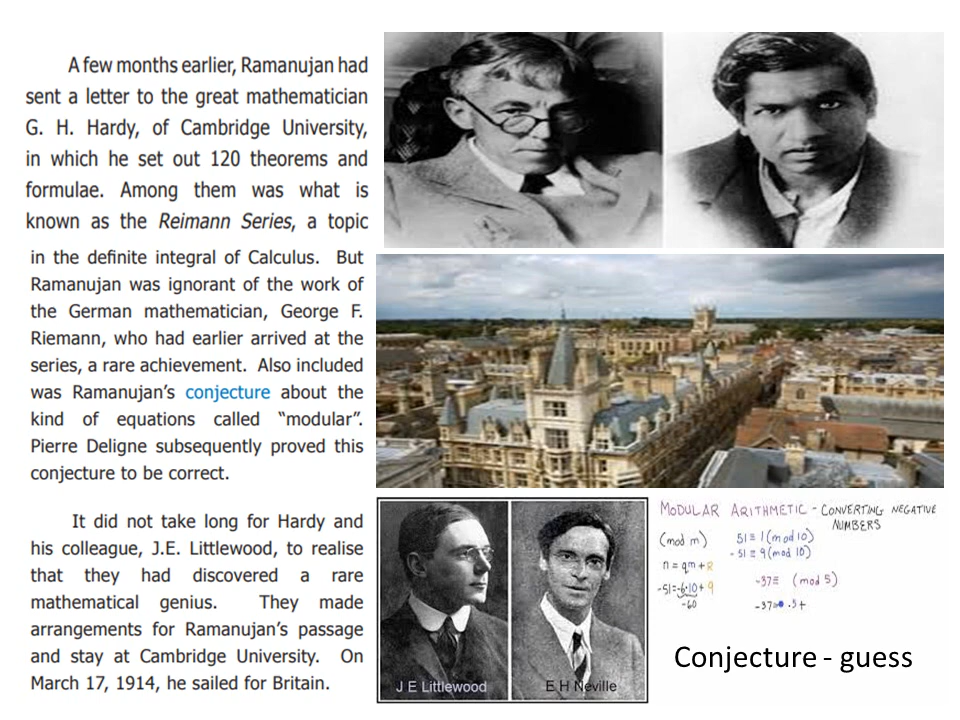 A few months earlier, Ramanujan had
sent a letter to the great mathematician
G. H. Hardy, of Cambridge University,
in which he set out 120 theorems and
formulae. Among them was what is
known as the Reimann Series, a topic
in the definite integral of Calculus. But
Ramanujan was ignorant of the work of
the German mathematician, George F.
Riemann, who had earlier arrived at the
series, a rare achievement. Also included
was Ramanujan's conjecture about the
kind of equations called "modular".
Pierre Deligne subsequently proved this
conjecture to be correct.
It did not take long for Hardy and
his colleague, J.E. Littlewood, to realise
that they had discovered a rare
mathematical genius. They made
arrangements for Ramanujan's passage
and stay at Cambridge University. On
March 17, 1914, he sailed for Britain.
J E Littlewood
E H Neville
MODULAR ARITHMETIC - CONVERTING NEGATIVE
NUMBERS
(mod m)
n = qm + r
-51 = -6·10 + 9
-60
51 ≡ 1 (mod 10)
-51 ≡ 9 (mod 10)
-37 ≡ (mod 5)
Conjecture - guess